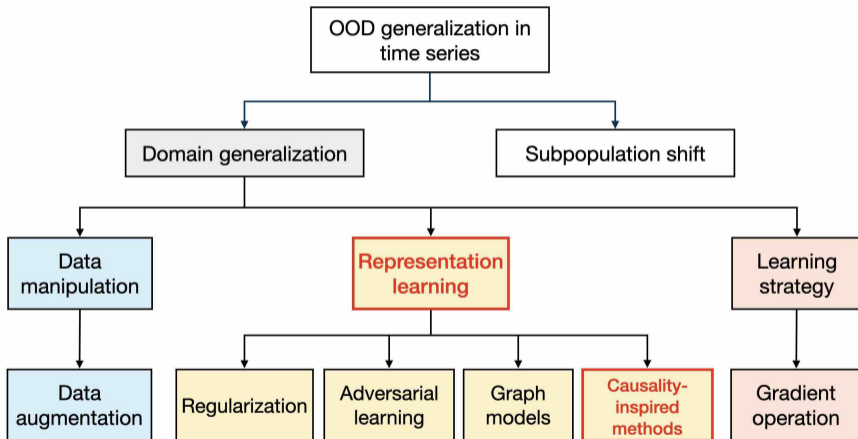 OOD generalization in
time series
Domain generalization
Subpopulation shift
Data
manipulation
Representation
learning
Learning
strategy
Data
augmentation
Regularization
Adversarial
learning
Graph
models
Causality-
inspired
methods
Gradient
operation